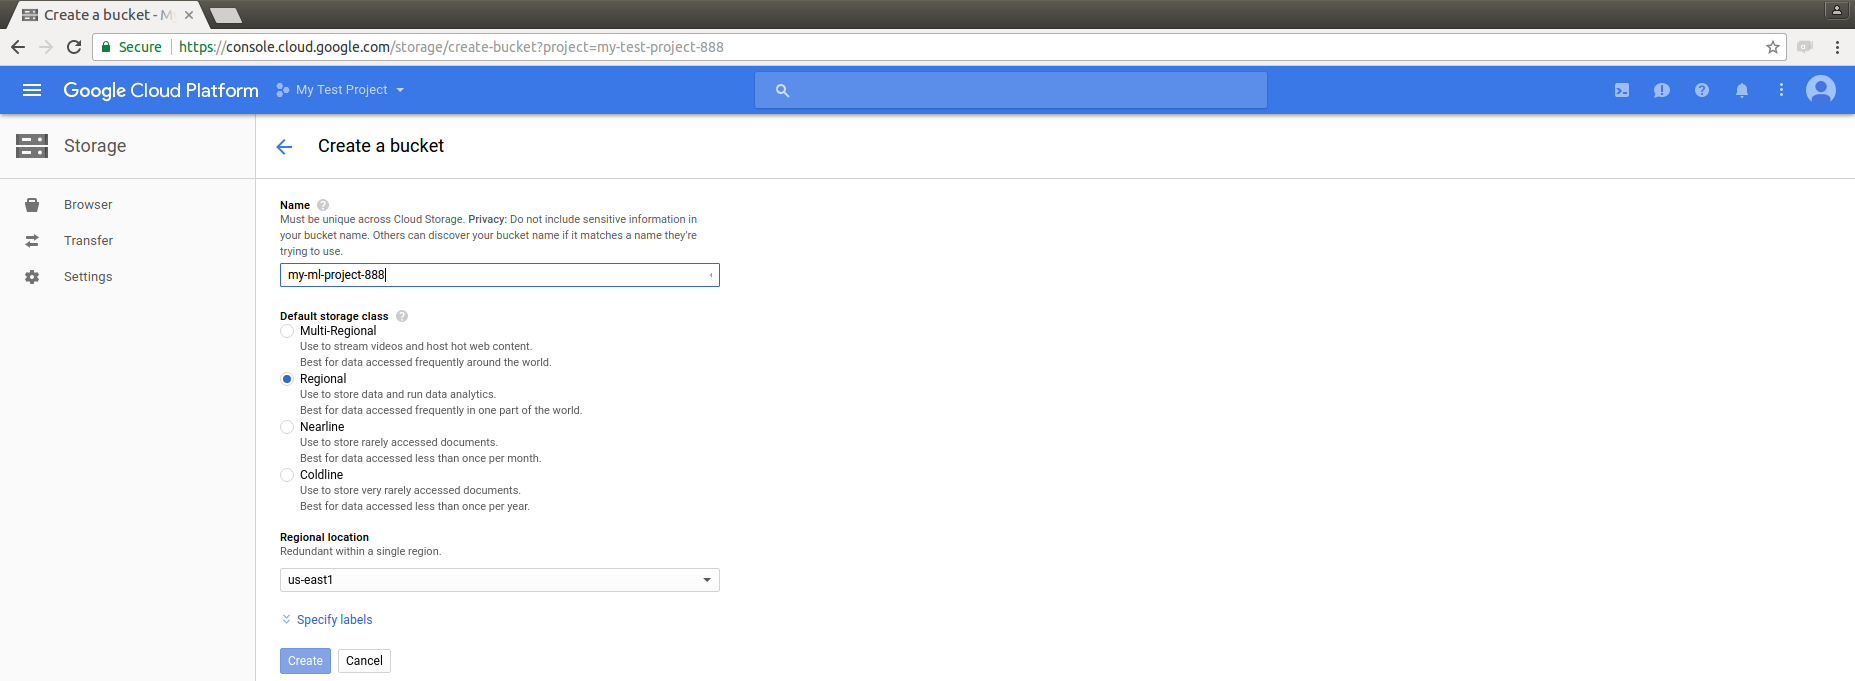 Create a bucket - M
Secure https://console.cloud.google.com/storage/create-bucket?project=my-test-project-888
Google Cloud Platform My Test Project
Storage
Create a bucket
Browser
Transfer
Settings
Name
Must be unique across Cloud Storage. Privacy: Do not include sensitive information in
your bucket name. Others can discover your bucket name if it matches a name they're
trying to use.
my-ml-project-888
Default storage class
Multi-Regional
Use to stream videos and host hot web content.
Best for data accessed frequently around the world.
Regional
Use to store data and run data analytics.
Best for data accessed frequently in one part of the world.
Nearline
Use to store rarely accessed documents.
Best for data accessed less than once per month.
Coldline
Use to store very rarely accessed documents.
Best for data accessed less than once per year.
Regional location
Redundant within a single region.
us-east1
Specify labels
Create Cancel